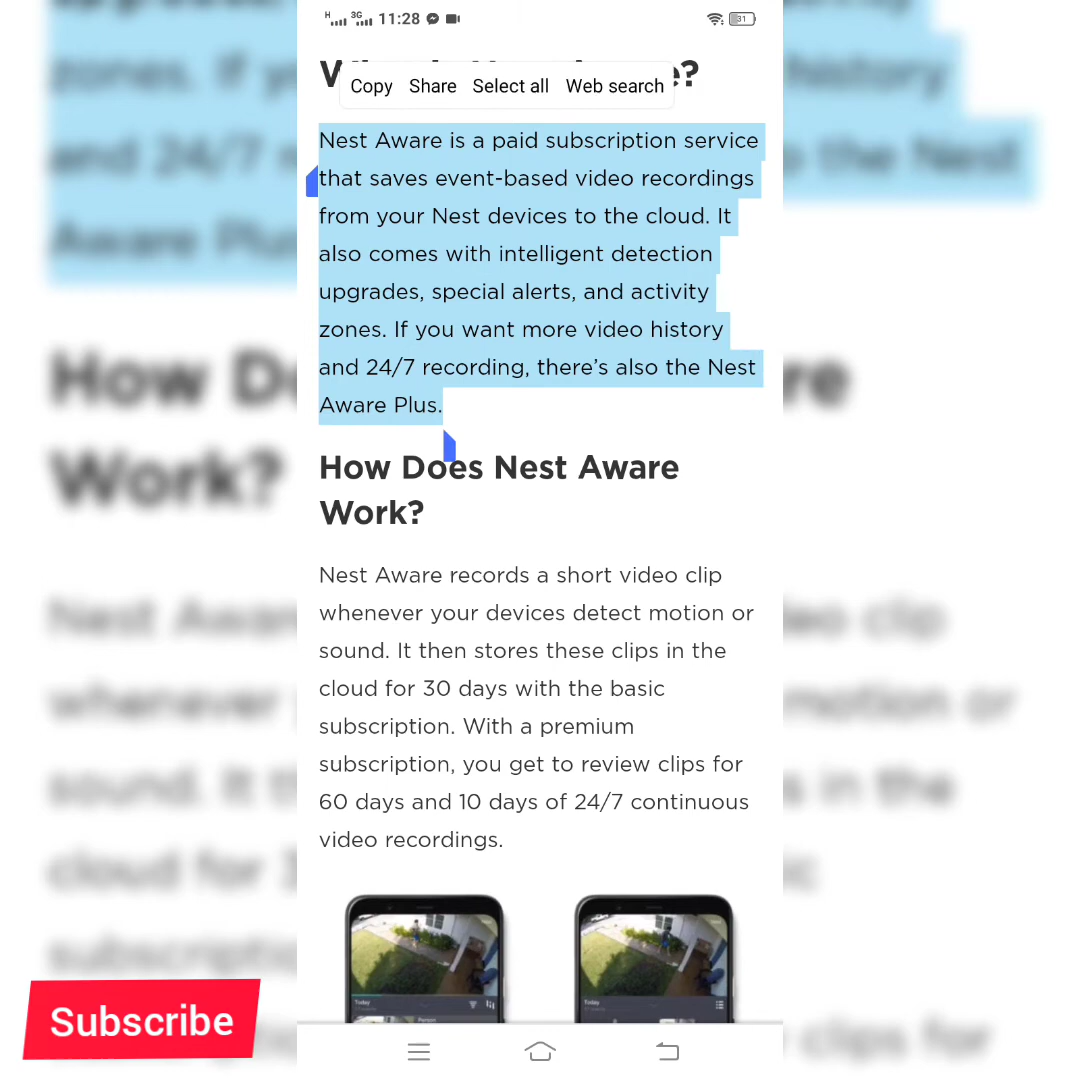 H 3G 11:28 31
W e?
Copy Share Select all Web search
Nest Aware is a paid subscription service
that saves event-based video recordings
from your Nest devices to the cloud. It
also comes with intelligent detection
upgrades, special alerts, and activity
zones. If you want more video history
and 24/7 recording, there’s also the Nest
Aware Plus.
How Does Nest Aware
Work?
Nest Aware records a short video clip
whenever your devices detect motion or
sound. It then stores these clips in the
cloud for 30 days with the basic
subscription. With a premium
subscription, you get to review clips for
60 days and 10 days of 24/7 continuous
video recordings.
Today Today
Person
Subscribe